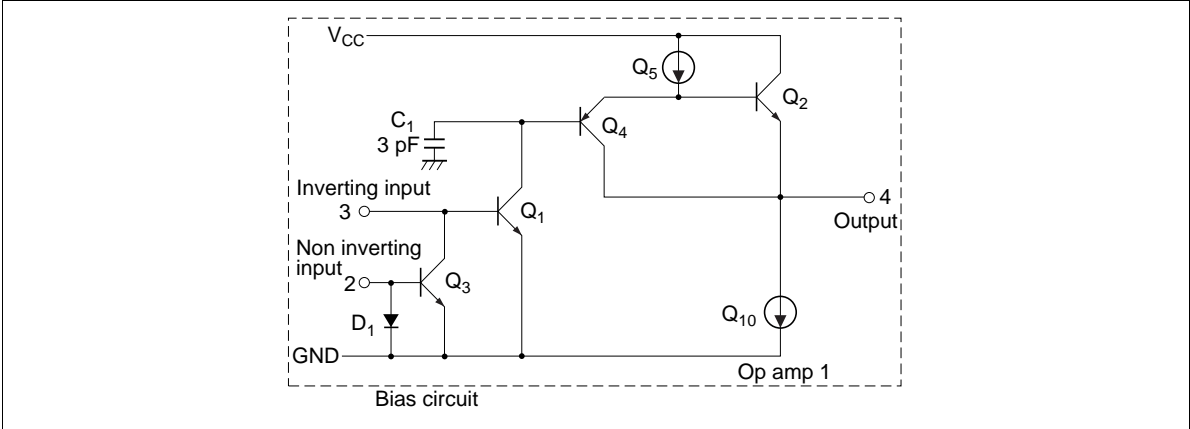 V_CC
Q5
Q2
C1
3 pF
Q4
Inverting input
3
Q1
4
Output
Non inverting
input
2
Q3
D1
Q10
GND
Op amp 1
Bias circuit